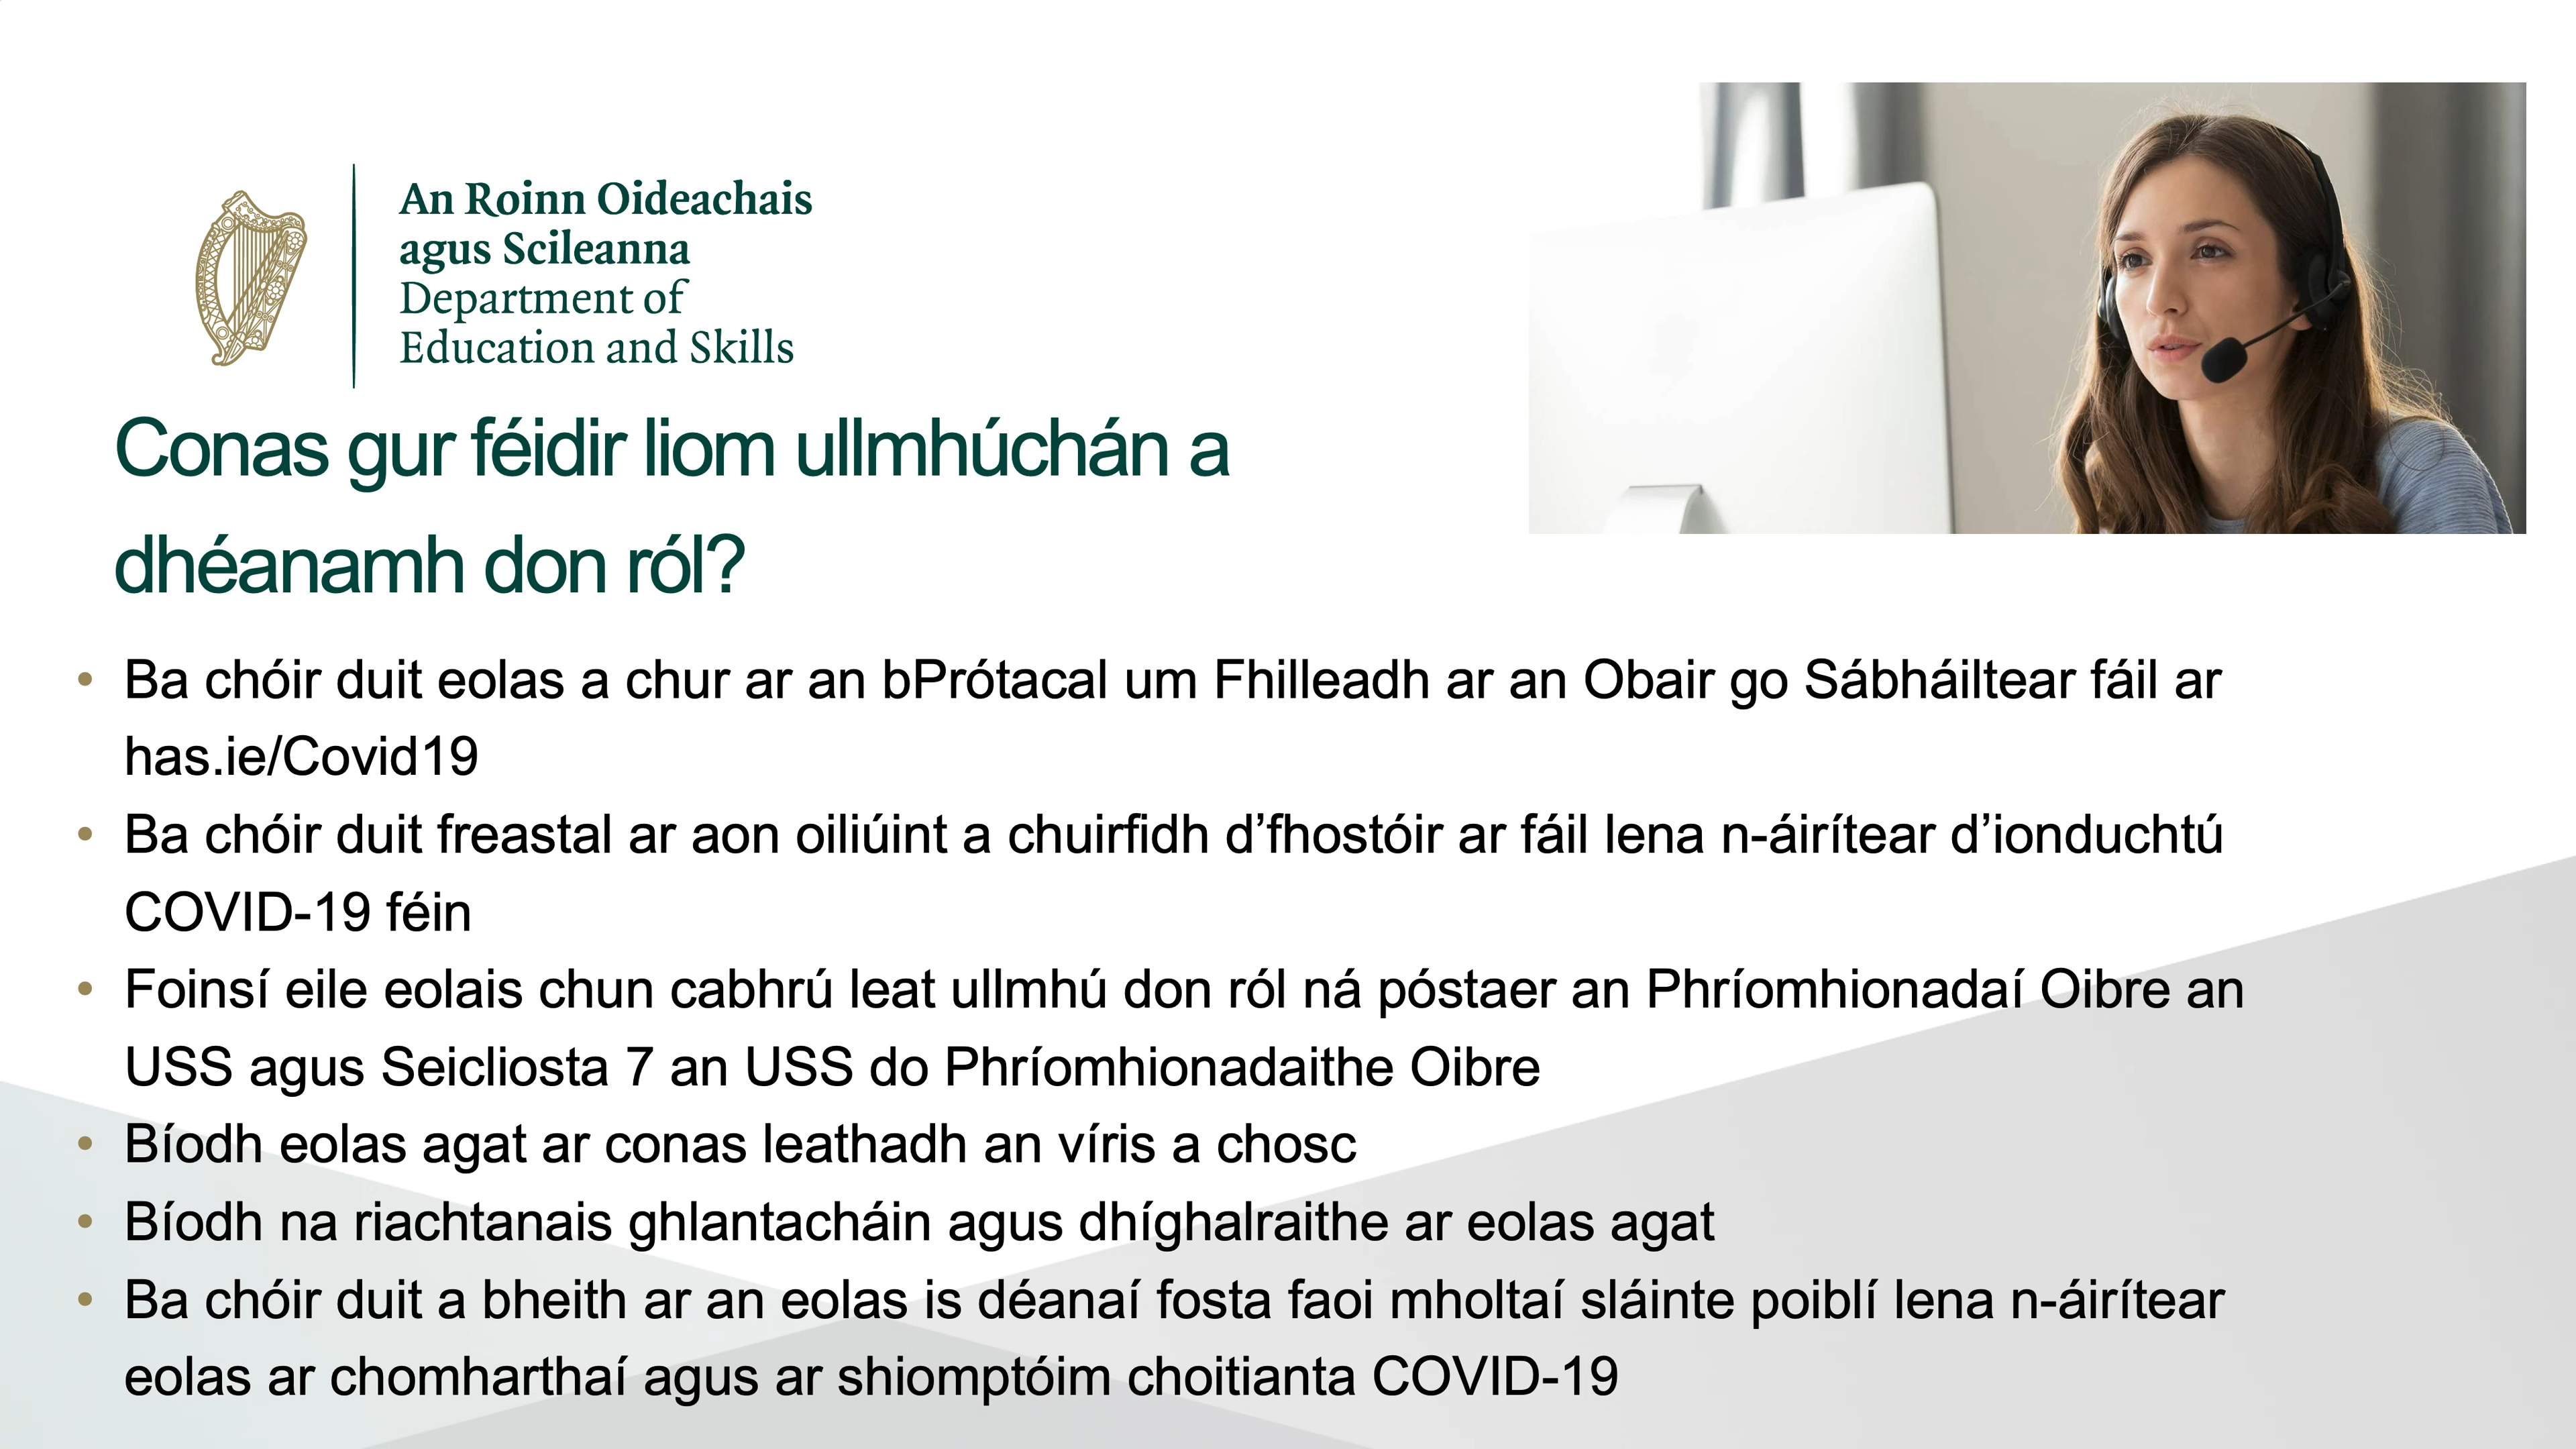 An Roinn Oideachais
agus Scileanna
Department of
Education and Skills
Conas gur féidir liom ullmhúchán a
dhéanamh don ról?
• Ba chóir duit eolas a chur ar an bPrótacal um Fhilleadh ar an Obair go Sábháiltear fáil ar
has.ie/Covid19
• Ba chóir duit freastal ar aon oiliúint a chuirfidh d’fhostóir ar fáil lena n-áirítear d’ionduchtú
COVID-19 féin
• Foinsí eile eolais chun cabhrú leat ullmhú don ról ná póstaer an Phríomhionadaí Oibre an
USS agus Seicliosta 7 an USS do Phríomhionadaithe Oibre
• Bíodh eolas agat ar conas leathadh an víris a chosc
• Bíodh na riachtanais ghlantacháin agus dhíghalraithe ar eolas agat
• Ba chóir duit a bheith ar an eolas is déanaí fosta faoi mholtaí sláinte poiblí lena n-áirítear
eolas ar chomharthaí agus ar shiomptóim choitianta COVID-19